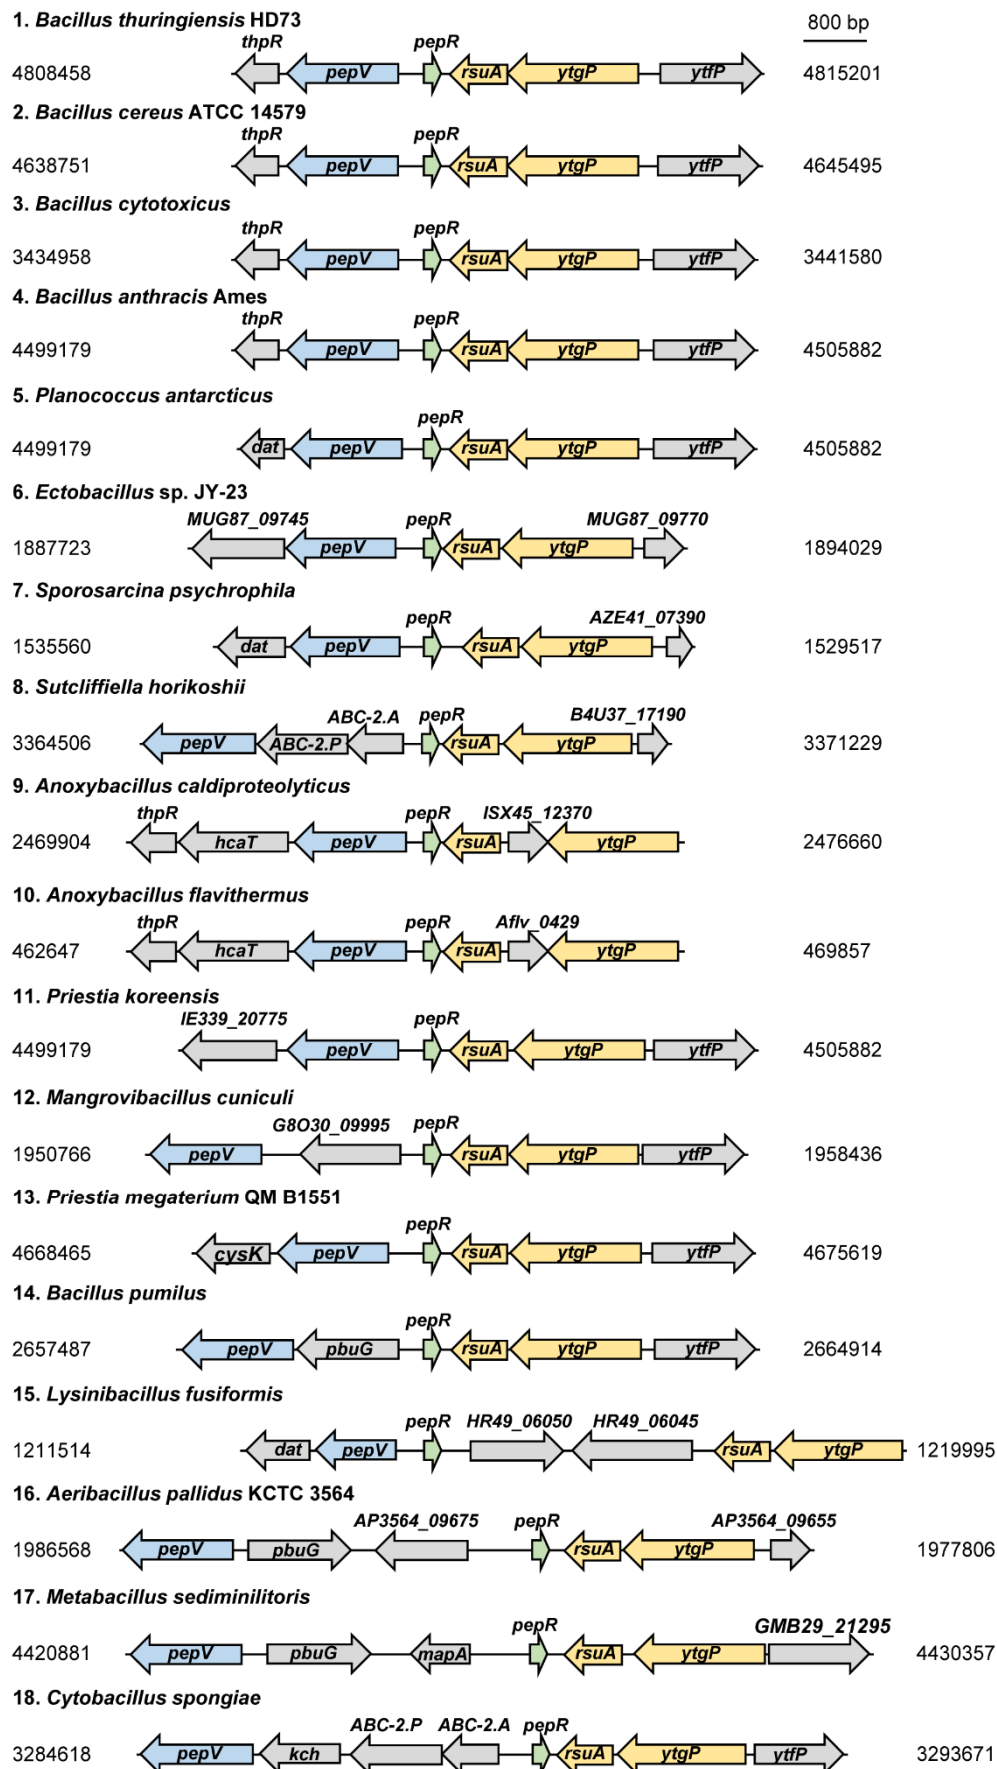 1. Bacillus thuringiensis HD73
800 bp
thpR pepR
4808458 pepV rsuA ytgP ytfP 4815201
2. Bacillus cereus ATCC 14579
thpR pepR
4638751 pepV rsuA ytgP ytfP 4645495
3. Bacillus cytotoxicus
thpR pepR
3434958 pepV rsuA ytgP ytfP 3441580
4. Bacillus anthracis Ames
thpR pepR
4499179 pepV rsuA ytgP ytfP 4505882
5. Planococcus antarcticus
pepR
4499179 dat pepV rsuA ytgP ytfP 4505882
6. Ectobacillus sp. JY-23
MUG87_09745 pepR MUG87_09770
1887723 pepV rsuA ytgP 1894029
7. Sporosarcina psychrophila
pepR AZE41_07390
1535560 dat pepV rsuA ytgP 1529517
8. Sutcliffiella horikoshii
ABC-2.A pepR B4U37_17190
3364506 pepV ABC-2.P rsuA ytgP 3371229
9. Anoxybacillus caldiproteolyticus
thpR pepR ISX45_12370
2469904 hcaT pepV rsuA ytgP 2476660
10. Anoxybacillus flavithermus
thpR pepR Aflv_0429
462647 hcaT pepV rsuA ytgP 469857
11. Priestia koreensis
IE339_20775 pepR
4499179 pepV rsuA ytgP ytfP 4505882
12. Mangrovibacillus cuniculi
G8O30_09995 pepR
1950766 pepV rsuA ytgP ytfP 1958436
13. Priestia megaterium QM B1551
pepR
4668465 cysK pepV rsuA ytgP ytfP 4675619
14. Bacillus pumilus
pepR
2657487 pepV pbuG rsuA ytgP ytfP 2664914
15. Lysinibacillus fusiformis
pepR HR49_06050 HR49_06045
1211514 dat pepV rsuA ytgP 1219995
16. Aeribacillus pallidus KCTC 3564
AP3564_09675 pepR AP3564_09655
1986568 pepV pbuG rsuA ytgP 1977806
17. Metabacillus sediminilitoris
pepR GMB29_21295
4420881 pepV pbuG mapA rsuA ytgP 4430357
18. Cytobacillus spongiae
ABC-2.P ABC-2.A pepR
3284618 pepV kch rsuA ytgP ytfP 3293671